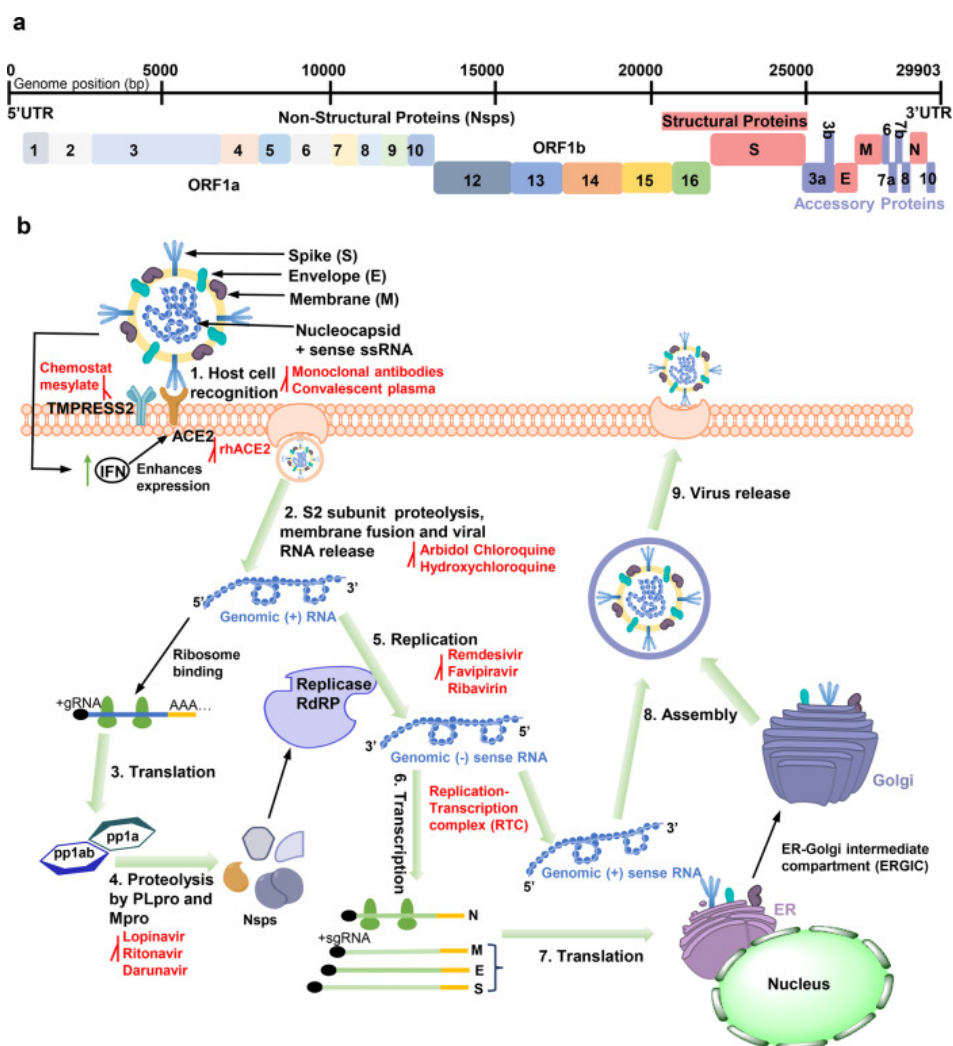 a
0 5000 10000 15000 20000 25000 29903
Genome position (bp)
5'UTR
3'UTR
Non-Structural Proteins (Nsps)
Structural Proteins
1 2 3 4 5 6 7 8 9 10
ORF1b
S
3b
M
6
7b
N
ORF1a
12 13 14 15 16
3a E 7a 8 10
Accessory Proteins
b
Spike (S)
Envelope (E)
Membrane (M)
Nucleocapsid
+ sense ssRNA
1. Host cell
recognition
Monoclonal antibodies
Convalescent plasma
Chemostat
mesylate
TMPRESS2
ACE2
rhACE2
IFN
Enhances
expression
2. S2 subunit proteolysis,
membrane fusion and viral
RNA release
Arbidol Chloroquine
Hydroxychloroquine
5'
3'
Genomic (+) RNA
Ribosome
binding
+gRNA
AAA...
3. Translation
pp1a
pp1ab
4. Proteolysis
by PLpro and
Mpro
Lopinavir
Ritonavir
Darunavir
Nsps
Replicase
RdRP
5. Replication
Remdesivir
Favipiravir
Ribavirin
3'
5'
Genomic (-) sense RNA
6. Transcription
Replication-
Transcription
complex (RTC)
3'
5'
Genomic (+) sense RNA
N
+sgRNA
M
E
S
7. Translation
ER
Nucleus
ER-Golgi intermediate
compartment (ERGIC)
Golgi
8. Assembly
9. Virus release